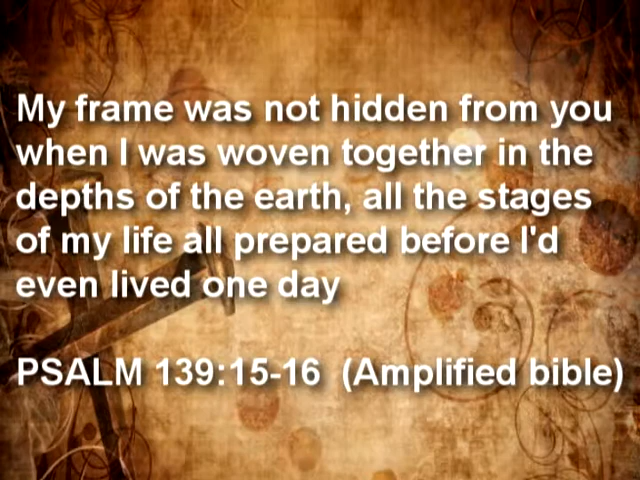 My frame was not hidden from you
when I was woven together in the
depths of the earth, all the stages
of my life all prepared before I'd
even lived one day
PSALM 139:15-16 (Amplified bible)